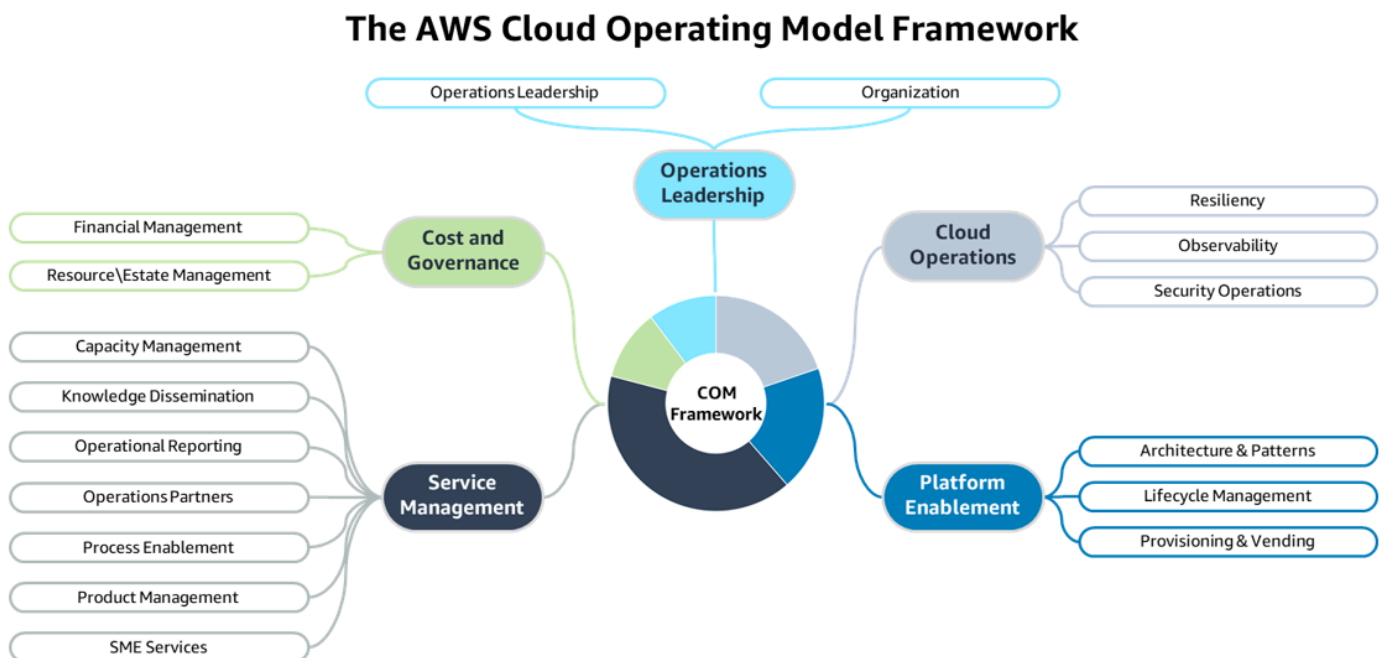 The AWS Cloud Operating Model Framework
Operations Leadership
Organization
Operations
Leadership
Financial Management
Resource\Estate Management
Cost and
Governance
Cloud
Operations
Resiliency
Observability
Security Operations
COM
Framework
Capacity Management
Knowledge Dissemination
Operational Reporting
Operations Partners
Process Enablement
Product Management
SME Services
Service
Management
Platform
Enablement
Architecture & Patterns
Lifecycle Management
Provisioning & Vending